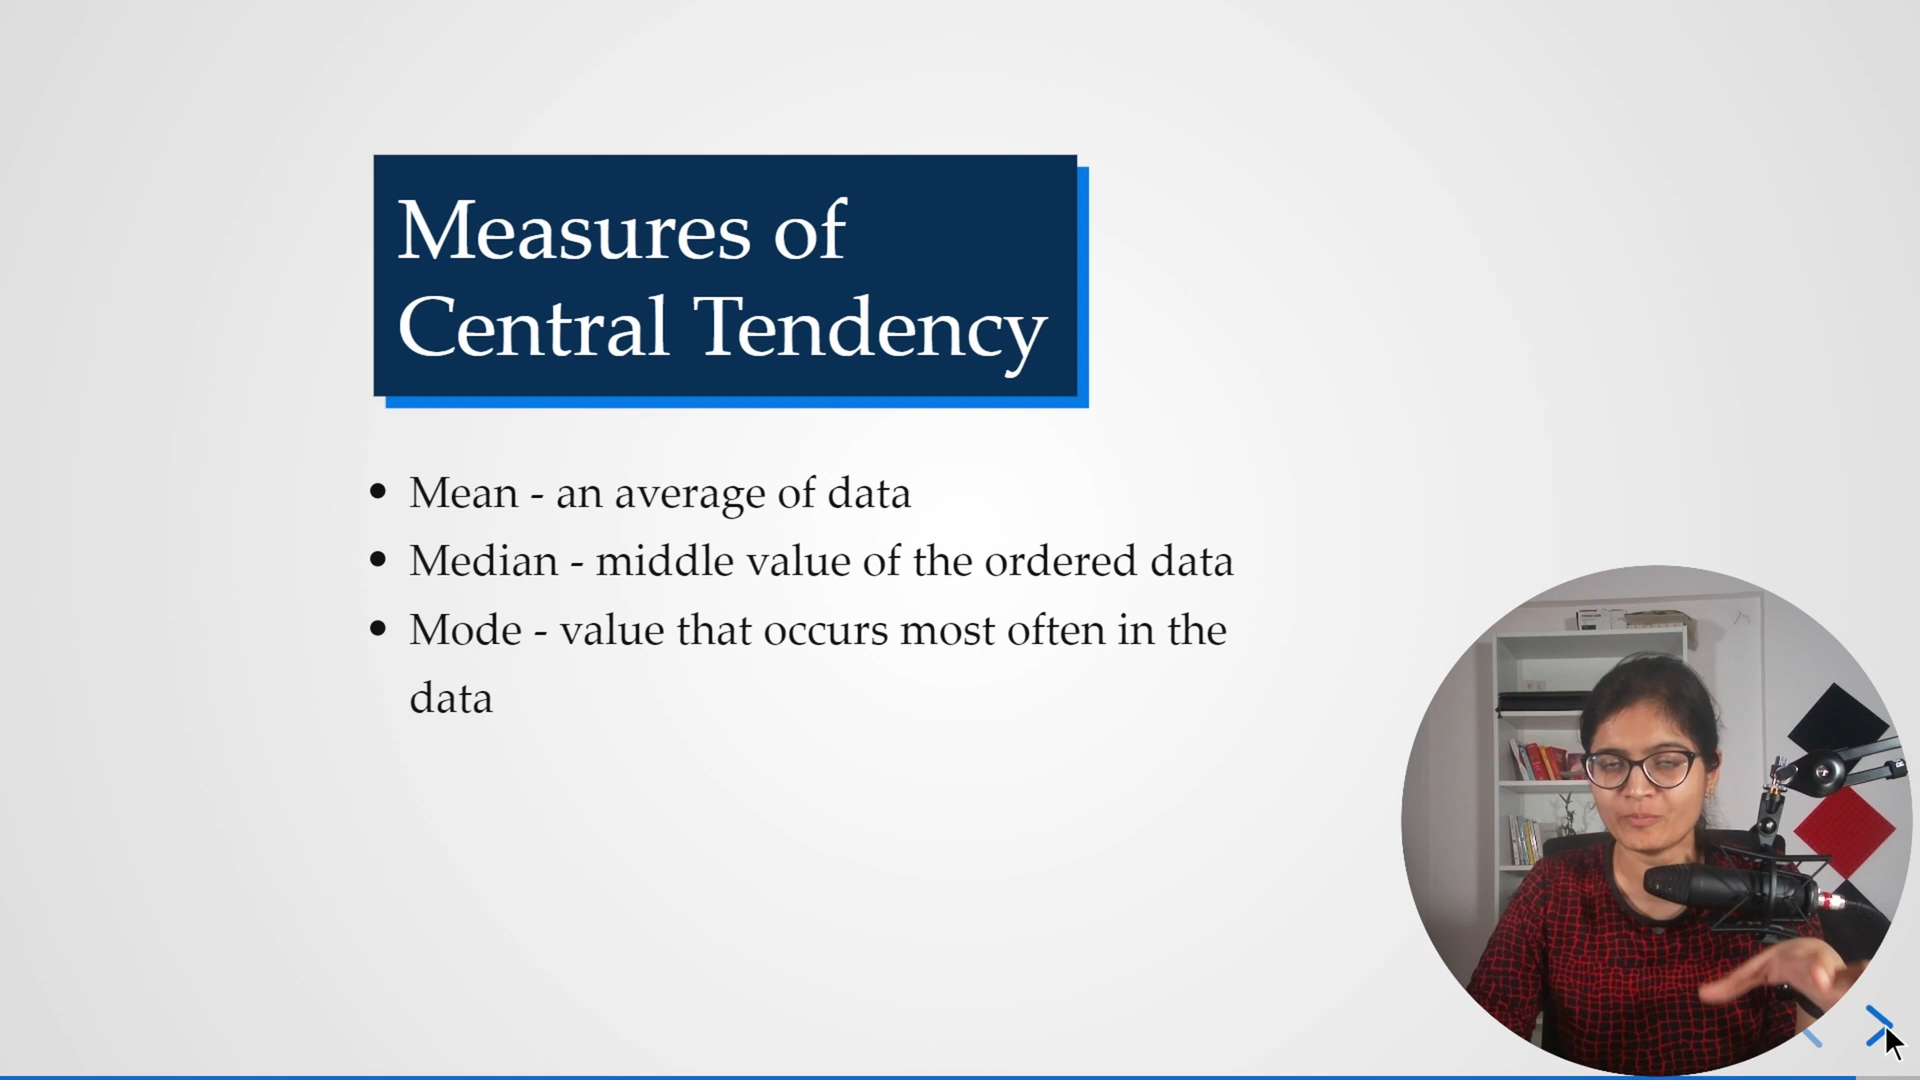 Measures of
Central Tendency
• Mean - an average of data
• Median - middle value of the ordered data
• Mode - value that occurs most often in the
data